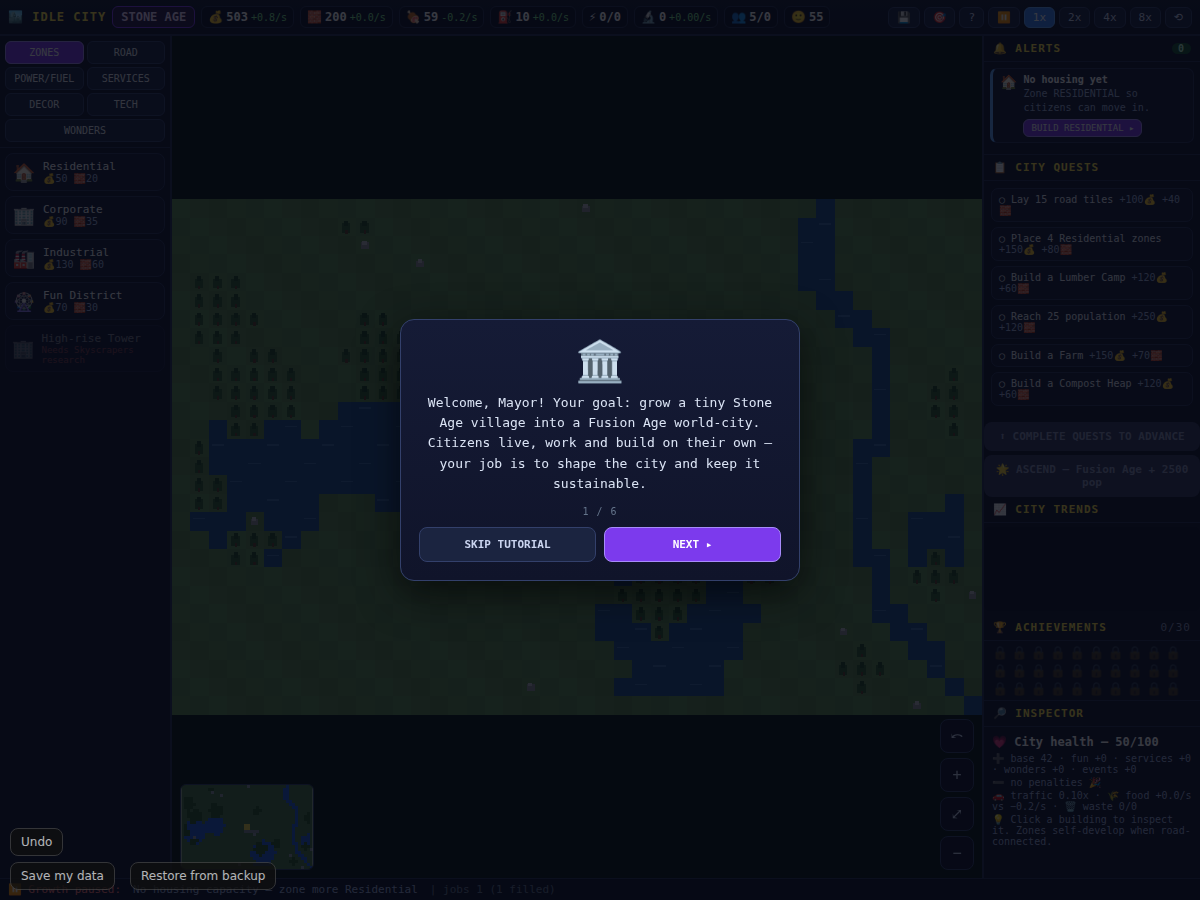 IDLE CITY STONE AGE 503 +0.8/s 200 +0.0/s 59 -0.2/s 10 +0.0/s 0/0 0 +0.00/s 5/0 55 ? 1x 2x 4x 8x
ZONES ROAD
POWER/FUEL SERVICES
DECOR TECH
WONDERS
Residential
50 20
Corporate
90 35
Industrial
130 60
Fun District
70 30
High-rise Tower
Needs Skyscrapers
research
Welcome, Mayor! Your goal: grow a tiny Stone
Age village into a Fusion Age world-city.
Citizens live, work and build on their own —
your job is to shape the city and keep it
sustainable.
1 / 6
SKIP TUTORIAL NEXT ▸
ALERTS 0
No housing yet
Zone RESIDENTIAL so
citizens can move in.
BUILD RESIDENTIAL ▸
CITY QUESTS
○ Lay 15 road tiles +100 +40
○ Place 4 Residential zones
+150 +80
○ Build a Lumber Camp +120
+60
○ Reach 25 population +250
+120
○ Build a Farm +150 +70
○ Build a Compost Heap +120
+60
COMPLETE QUESTS TO ADVANCE
ASCEND — Fusion Age + 2500
pop
CITY TRENDS
ACHIEVEMENTS 0/30
INSPECTOR
City health — 50/100
base 42 · fun +0 · services +0
· wonders +0 · events +0
no penalties
traffic 0.10x · food +0.0/s
vs −0.2/s · waste 0/0
Click a building to inspect
it. Zones self-develop when road-
connected.
+
−
Undo
Save my data Restore from backup
Growth paused: No housing capacity — zone more Residential | jobs 1 (1 filled)